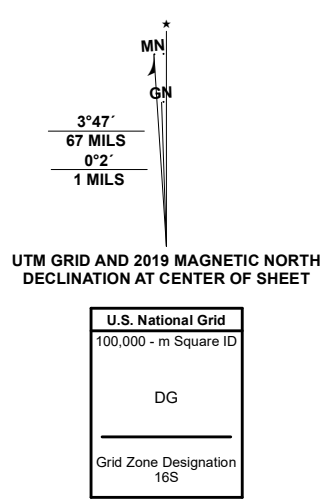 ★
MN
GN
3°47´
67 MILS
0°2´
1 MILS
UTM GRID AND 2019 MAGNETIC NORTH
DECLINATION AT CENTER OF SHEET
U.S. National Grid
100,000 - m Square ID
DG
Grid Zone Designation
16S